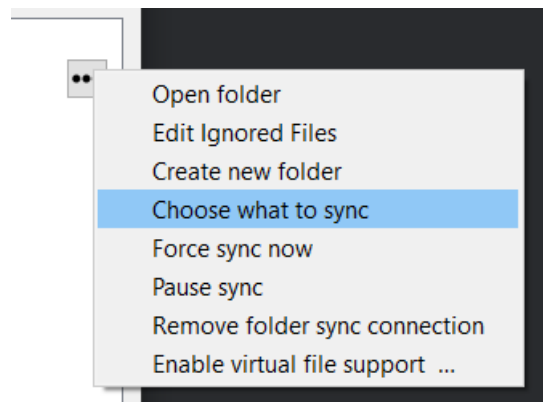 Open folder
Edit Ignored Files
Create new folder
Choose what to sync
Force sync now
Pause sync
Remove folder sync connection
Enable virtual file support ...